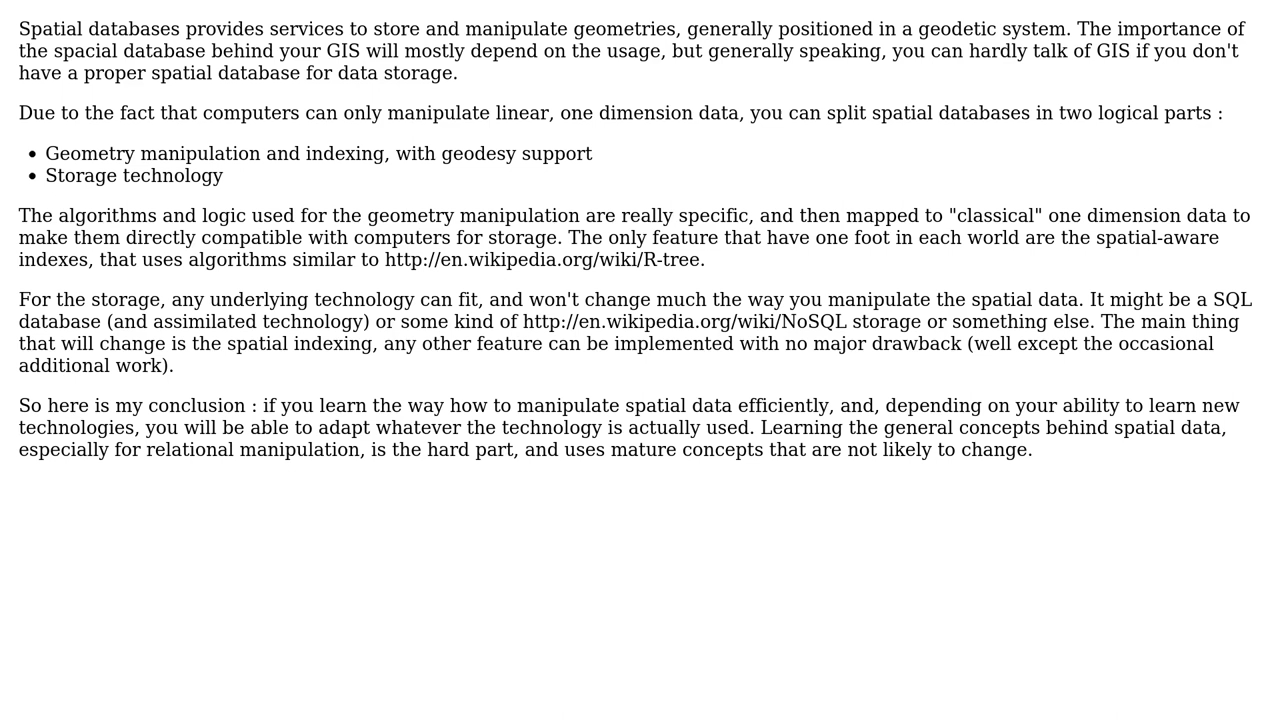 Spatial databases provides services to store and manipulate geometries, generally positioned in a geodetic system. The importance of
the spacial database behind your GIS will mostly depend on the usage, but generally speaking, you can hardly talk of GIS if you don't
have a proper spatial database for data storage.
Due to the fact that computers can only manipulate linear, one dimension data, you can split spatial databases in two logical parts :
• Geometry manipulation and indexing, with geodesy support
• Storage technology
The algorithms and logic used for the geometry manipulation are really specific, and then mapped to "classical" one dimension data to
make them directly compatible with computers for storage. The only feature that have one foot in each world are the spatial-aware
indexes, that uses algorithms similar to http://en.wikipedia.org/wiki/R-tree.
For the storage, any underlying technology can fit, and won't change much the way you manipulate the spatial data. It might be a SQL
database (and assimilated technology) or some kind of http://en.wikipedia.org/wiki/NoSQL storage or something else. The main thing
that will change is the spatial indexing, any other feature can be implemented with no major drawback (well except the occasional
additional work).
So here is my conclusion : if you learn the way how to manipulate spatial data efficiently, and, depending on your ability to learn new
technologies, you will be able to adapt whatever the technology is actually used. Learning the general concepts behind spatial data,
especially for relational manipulation, is the hard part, and uses mature concepts that are not likely to change.